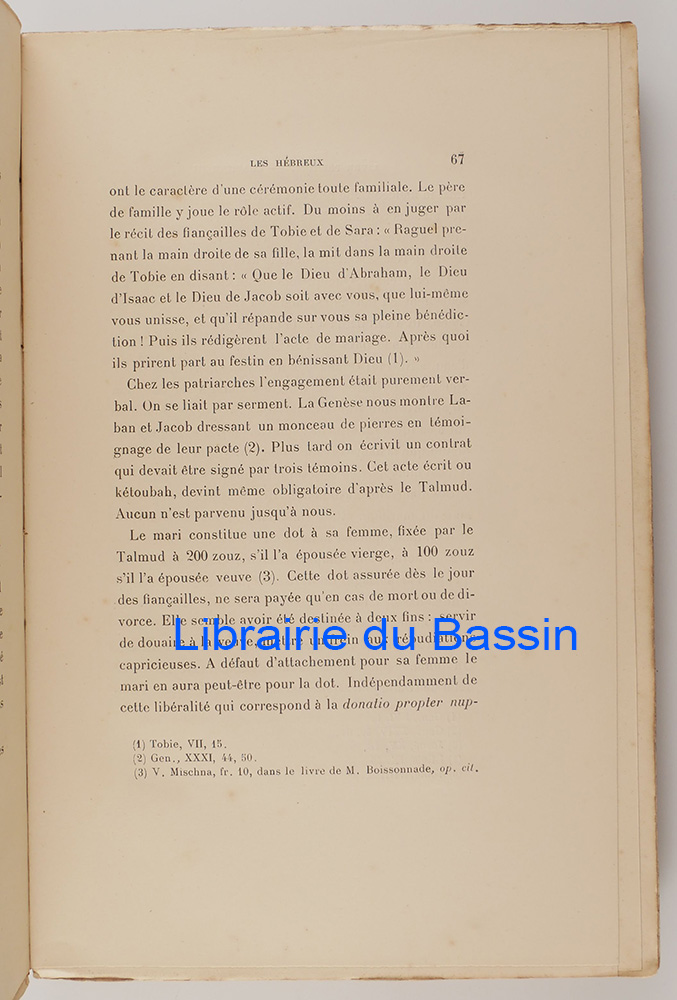 LES HÉBREUX 67
ont le caractère d'une cérémonie toute familiale. Le père
de famille y joue le rôle actif. Du moins à en juger par
le récit des fiançailles de Tobie et de Sara : « Raguel pre-
nant la main droite de sa fille, la mit dans la main droite
de Tobie en disant : « Que le Dieu d'Abraham, le Dieu
d'Isaac et le Dieu de Jacob soit avec vous, que lui-même
vous unisse, et qu'il répande sur vous sa pleine bénédic-
tion ! Puis ils rédigèrent l'acte de mariage. Après quoi
ils prirent part au festin en bénissant Dieu (1). »
Chez les patriarches l'engagement était purement ver-
bal. On se liait par serment. La Genèse nous montre La-
ban et Jacob dressant un monceau de pierres en témoi-
gnage de leur pacte (2). Plus tard on écrivit un contrat
qui devait être signé par trois témoins. Cet acte écrit ou
kétoubah, devint même obligatoire d'après le Talmud.
Aucun n'est parvenu jusqu'à nous.
Le mari constitue une dot à sa femme, fixée par le
Talmud à 200 zouz, s'il l'a épousée vierge, à 100 zouz
s'il l'a épousée veuve (3). Cette dot assurée dès le jour
des fiançailles, ne sera payée qu'en cas de mort ou de di-
vorce. Elle semble avoir été destinée à deux fins : servir
de douaire à la veuve, mettre un frein aux répudiations
Librairie du Bassin
capricieuses. A défaut d'attachement pour sa femme le
mari en aura peut-être pour la dot. Indépendamment de
cette libéralité qui correspond à la donatio propter nup-
(1) Tobie, VII, 15.
(2) Gen., XXXI, 44, 50.
(3) V. Mischna, fr. 10, dans le livre de M. Boissonnade, op. cit.